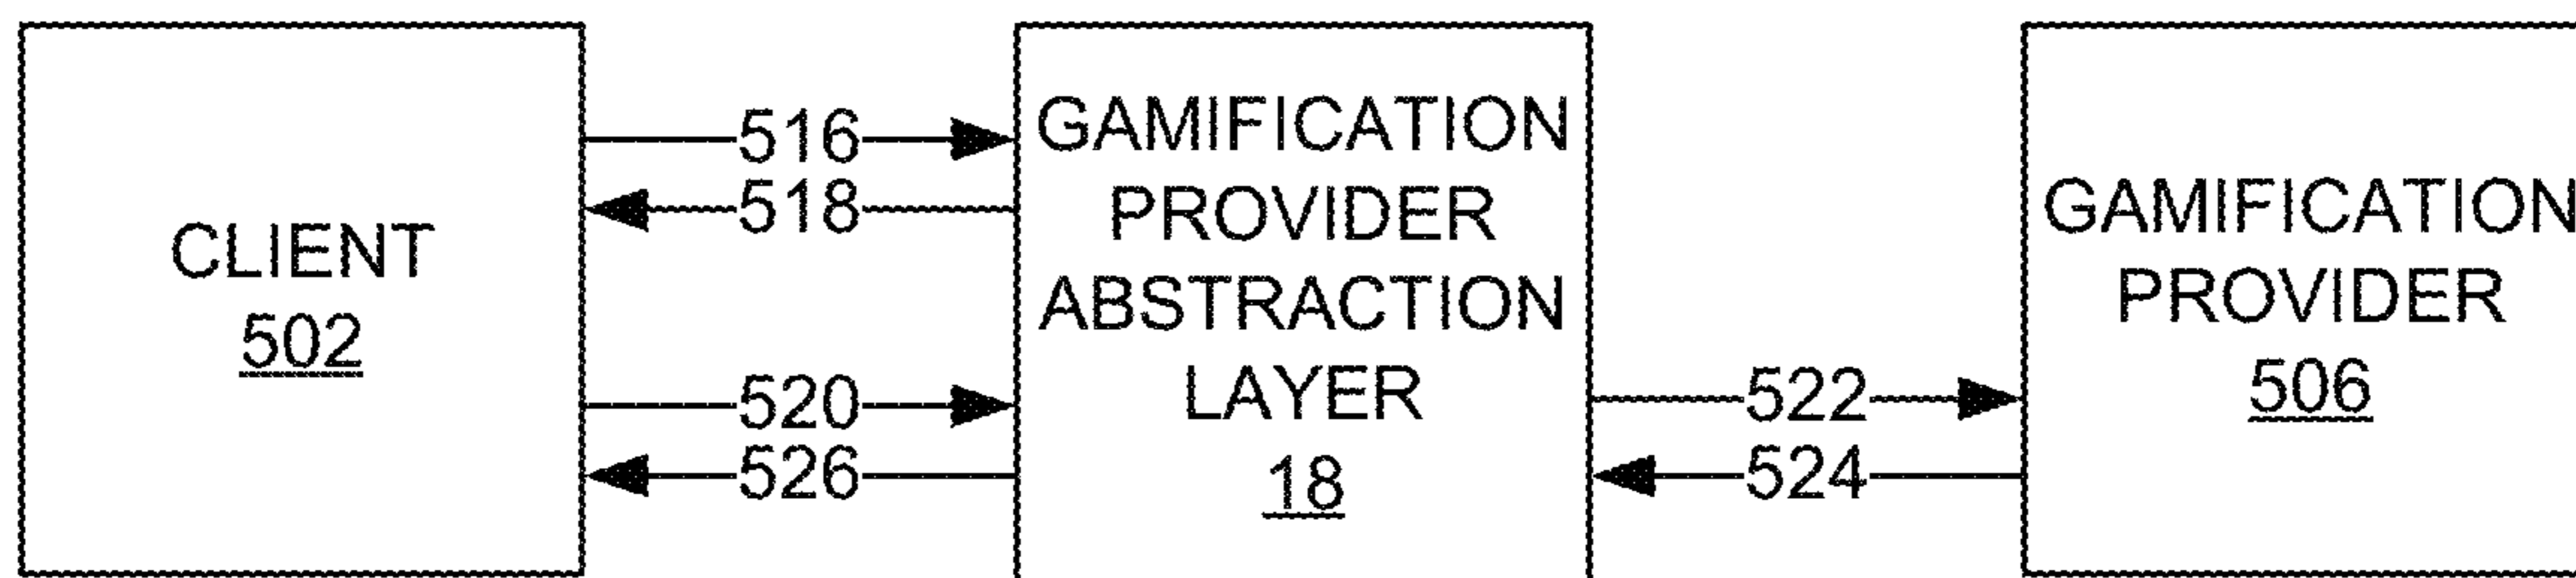 CLIENT
502
516
518
520
526
GAMIFICATION
PROVIDER
ABSTRACTION
LAYER
18
522
524
GAMIFICATION
PROVIDER
506